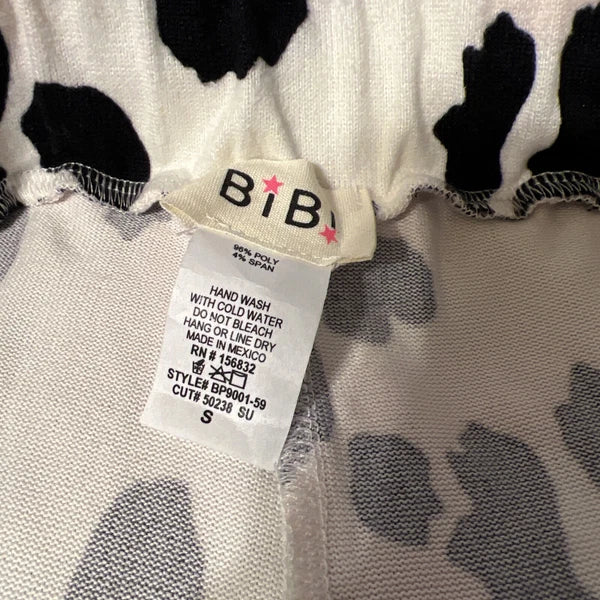 BiBi
96% POLY
4% SPAN
HAND WASH
WITH COLD WATER
DO NOT BLEACH
HANG OR LINE DRY
MADE IN MEXICO
RN # 156832
STYLE# BP9001-59
CUT# 50238 SU
S